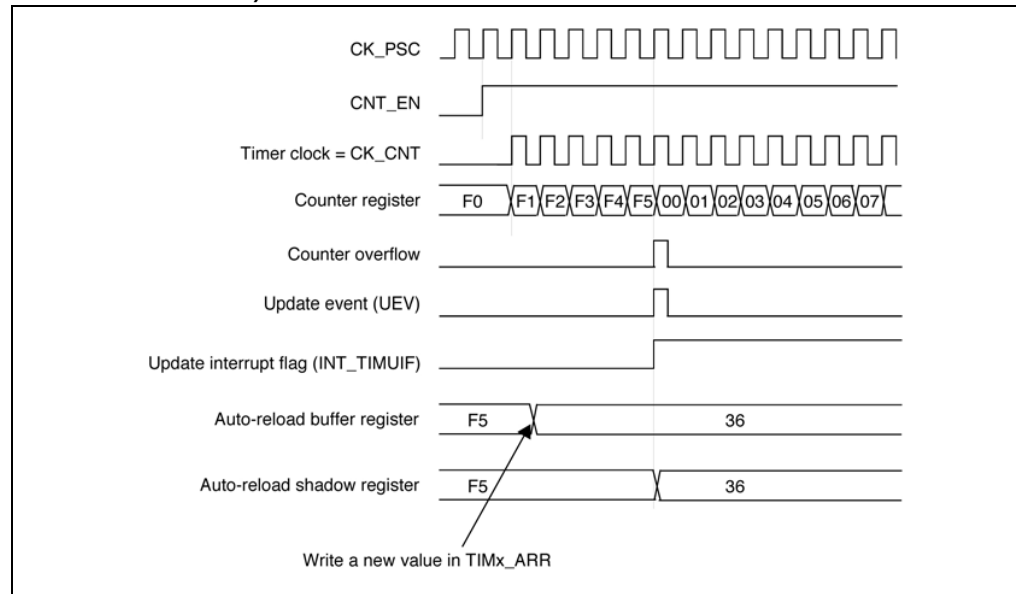 CK_PSC
CNT_EN
Timer clock = CK_CNT
Counter register F0 F1 F2 F3 F4 F5 00 01 02 03 04 05 06 07
Counter overflow
Update event (UEV)
Update interrupt flag (INT_TIMUIF)
Auto-reload buffer register F5 36
Auto-reload shadow register F5 36
Write a new value in TIMx_ARR